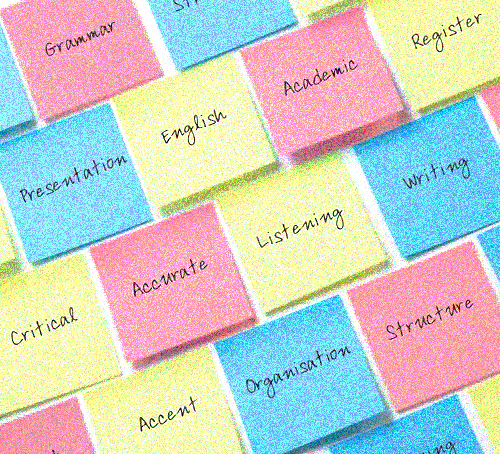 Grammar
Academic
Register
English
Presentation
Writing
Listening
Accurate
Critical
Structure
Organisation
Accent